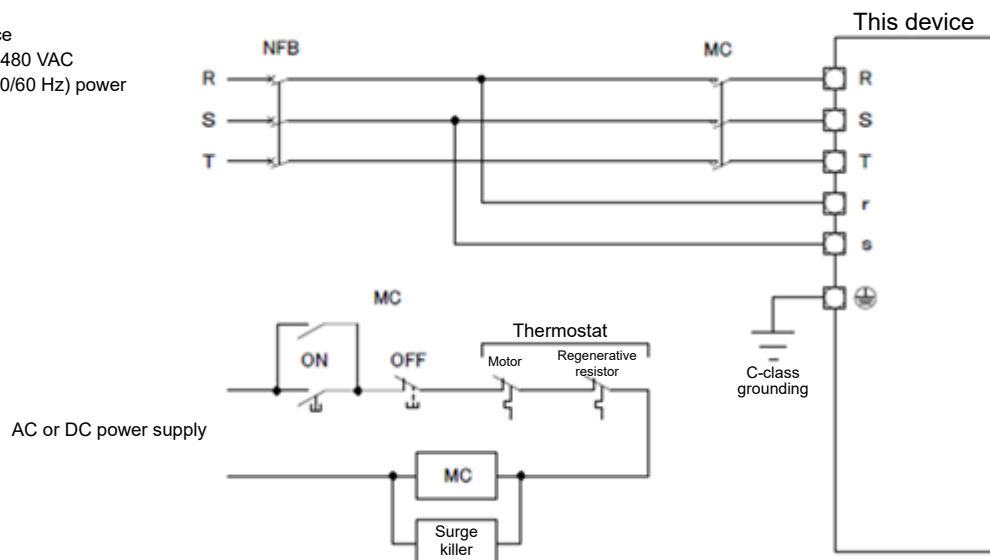 This device
ce
480 VAC
0/60 Hz) power
NFB
MC
R
R
S
S
T
T
r
s
MC
Thermostat
ON
OFF
Motor
Regenerative
resistor
C-class
grounding
AC or DC power supply
MC
Surge
killer